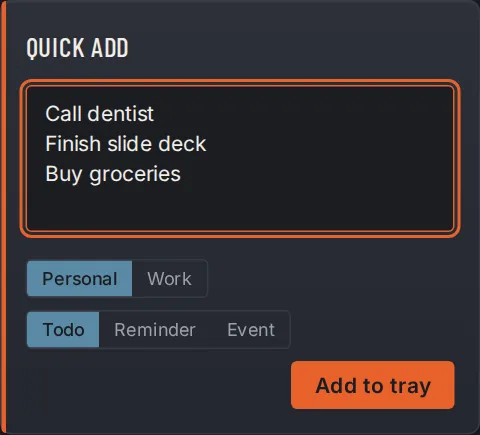 QUICK ADD
Call dentist
Finish slide deck
Buy groceries
Personal Work
Todo Reminder Event
Add to tray